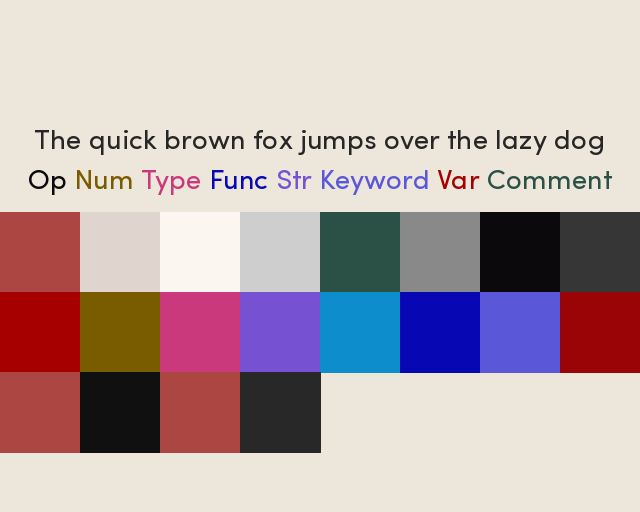 The quick brown fox jumps over the lazy dog
Op Num Type Func Str Keyword Var Comment